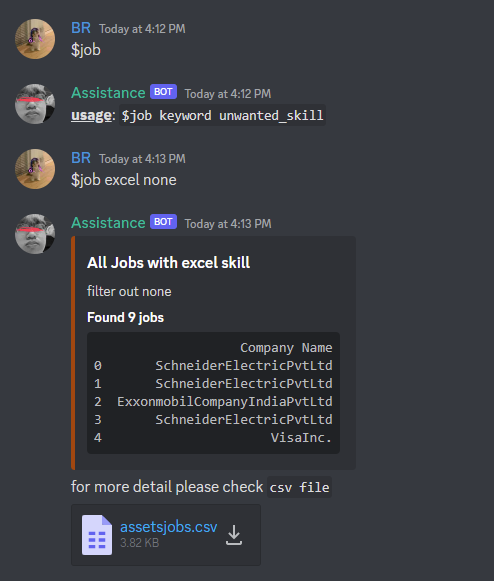 BR Today at 4:12 PM
$job
Assistance BOT Today at 4:12 PM
usage: $job keyword unwanted_skill
BR Today at 4:13 PM
$job excel none
Assistance BOT Today at 4:13 PM
All Jobs with excel skill
filter out none
Found 9 jobs
Company Name
0 SchneiderElectricPvtLtd
1 SchneiderElectricPvtLtd
2 ExxonmobilCompanyIndiaPvtLtd
3 SchneiderElectricPvtLtd
4 VisaInc.
for more detail please check csv file
assetsjobs.csv
3.82 KB